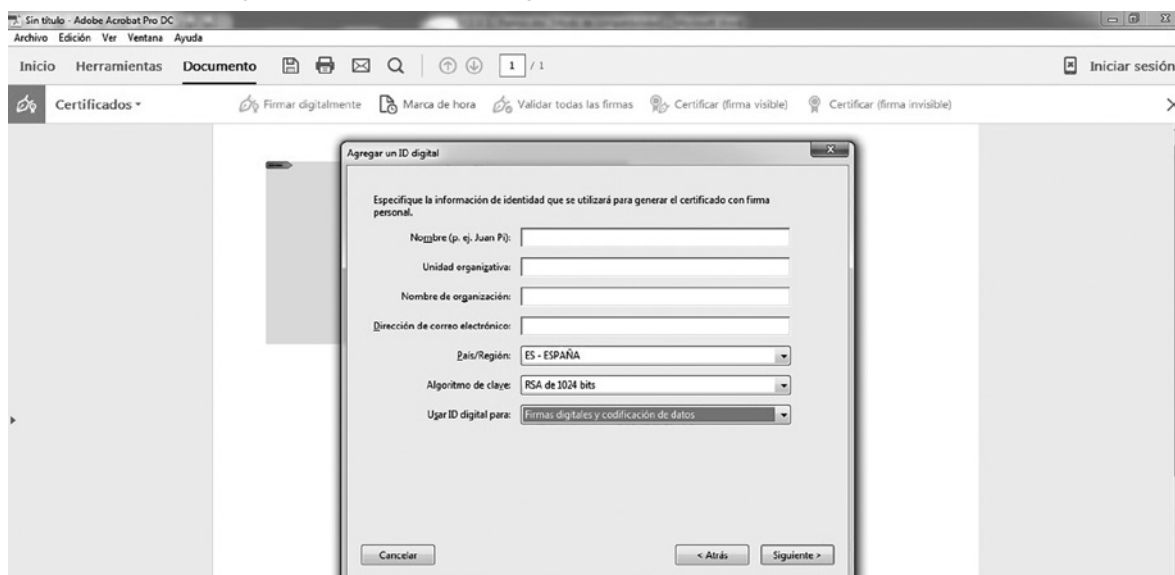 Sin título - Adobe Acrobat Pro DC
Archivo Edición Ver Ventana Ayuda
Inicio Herramientas Documento 1 / 1 Iniciar sesión
Certificados Firmar digitalmente Marca de hora Validar todas las firmas Certificar (firma visible) Certificar (firma invisible)
Agregar un ID digital
Especifique la información de identidad que se utilizará para generar el certificado con firma
personal.
Nombre (p. ej. Juan Pi):
Unidad organizativa:
Nombre de organización:
Dirección de correo electrónico:
País/Región: ES - ESPAÑA
Algoritmo de clave: RSA de 1024 bits
Usar ID digital para: Firmas digitales y codificación de datos
Cancelar < Atrás Siguiente >